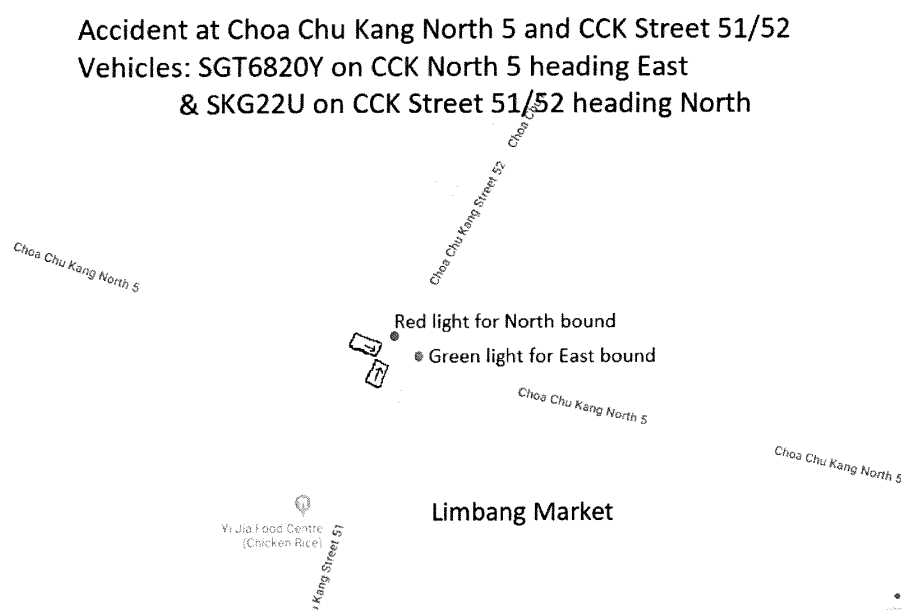 Accident at Choa Chu Kang North 5 and CCK Street 51/52
Vehicles: SGT6820Y on CCK North 5 heading East
& SKG22U on CCK Street 51/52 heading North
Choa Chu
Choa Chu Kang Street 52
Choa Chu Kang North 5
Red light for North bound
Green light for East bound
Choa Chu Kang North 5
Choa Chu Kang North 5
Limbang Market
Yi Jia Food Centre
(Chicken Rice)
u Kang Street 51